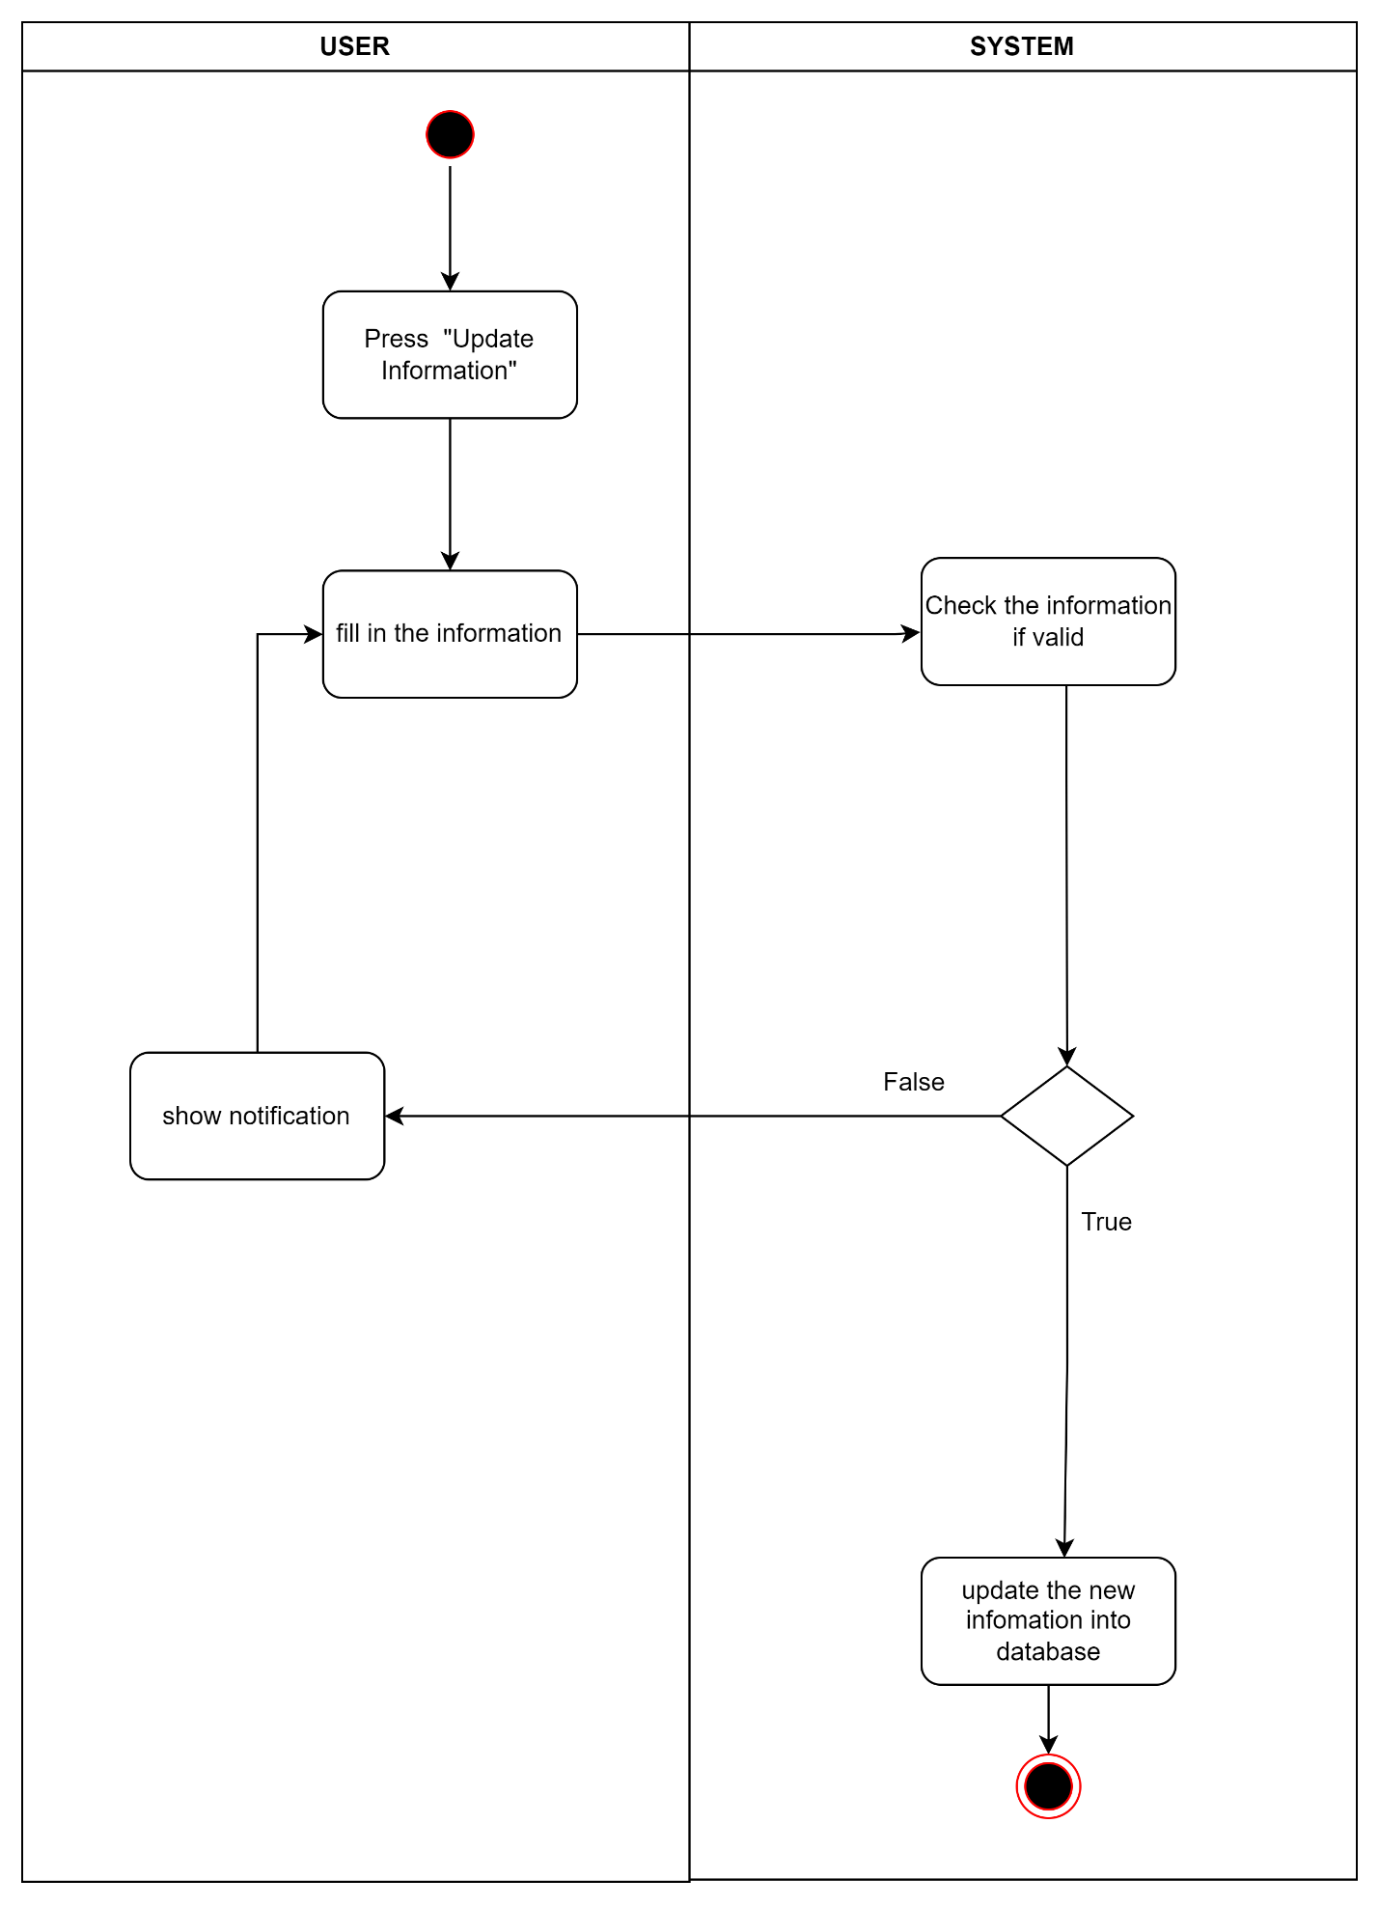 USER
SYSTEM
Press "Update
Information"
fill in the information
Check the information
if valid
False
show notification
True
update the new
infomation into
database